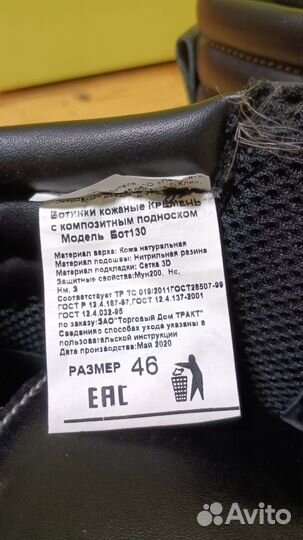 Ботинки кожаные КРЕМЕНЬ
с композитным подноском
Модель Бот130
Материал верха: Кожа натуральная
Материал подошвы: Нитрильная резина
Материал подкладки: Сетка 3D
Защитные свойства: Мун200, Нс,
Нм, З
Соответствует ТР ТС 019/2011ГОСТ28507-99
ГОСТ Р 12.4.187-97, ГОСТ 12.4.137-2001
ГОСТ 12.4.032-95
по заказу: ЗАО"Торговый Дом ТРАКТ"
Сведения о способах ухода указаны в
пользовательской инструкции
Дата производства: Май 2020
РАЗМЕР 46
EAC
Avito